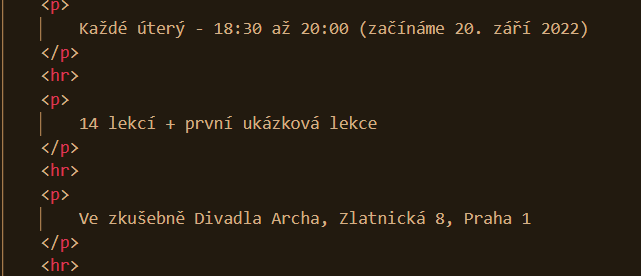 <p>
Každé úterý - 18:30 až 20:00 (začínáme 20. září 2022)
</p>
<hr>
<p>
14 lekcí + první ukázková lekce
</p>
<hr>
<p>
Ve zkušebně Divadla Archa, Zlatnická 8, Praha 1
</p>
<hr>